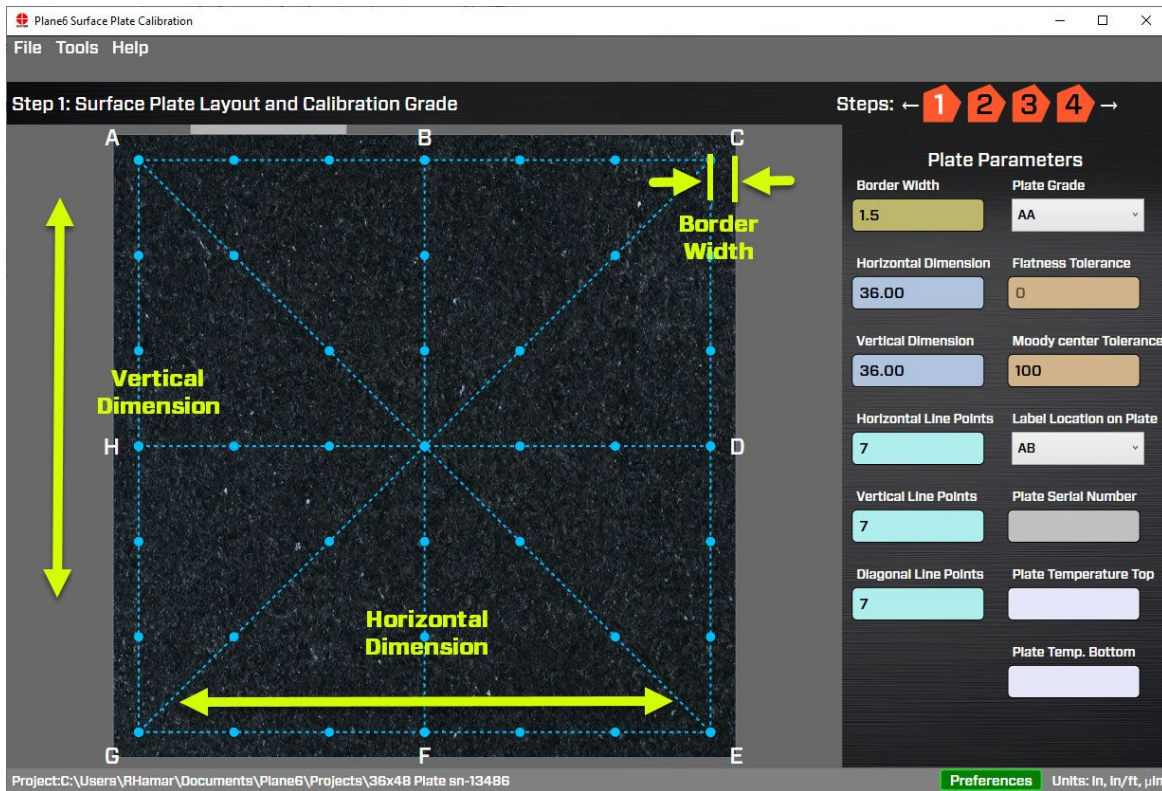 Plane6 Surface Plate Calibration
File Tools Help
Step 1: Surface Plate Layout and Calibration Grade
Steps: ← 1 2 3 4 →
A B C
Border
Width
Vertical
Dimension
H D
Horizontal
Dimension
G F E
Plate Parameters
Border Width Plate Grade
1.5 AA
Horizontal Dimension Flatness Tolerance
36.00 0
Vertical Dimension Moody center Tolerance
36.00 100
Horizontal Line Points Label Location on Plate
7 AB
Vertical Line Points Plate Serial Number
7
Diagonal Line Points Plate Temperature Top
7
Plate Temp. Bottom
Project:C:\Users\RHamar\Documents\Plane6\Projects\36x48 Plate sn-13486
Preferences Units: in, in/ft, µin